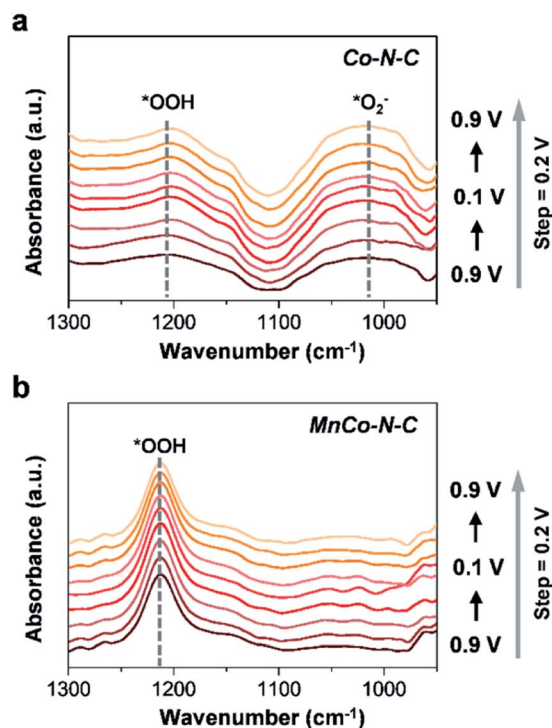 a
Co-N-C
*OOH
*O₂⁻
0.9 V
0.1 V
0.9 V
Step = 0.2 V
Absorbance (a.u.)
1300 1200 1100 1000
Wavenumber (cm⁻¹)
b
MnCo-N-C
*OOH
0.9 V
0.1 V
0.9 V
Step = 0.2 V
Absorbance (a.u.)
1300 1200 1100 1000
Wavenumber (cm⁻¹)